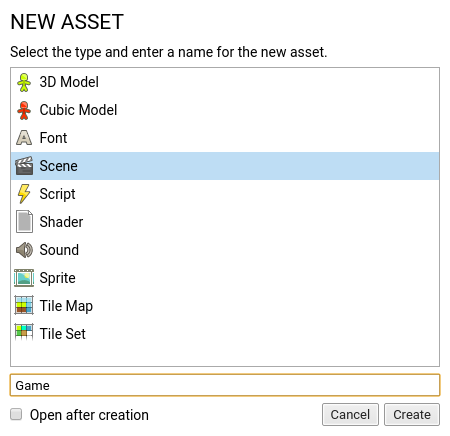 NEW ASSET
Select the type and enter a name for the new asset.
3D Model
Cubic Model
Font
Scene
Script
Shader
Sound
Sprite
Tile Map
Tile Set
Game
Open after creation
Cancel
Create